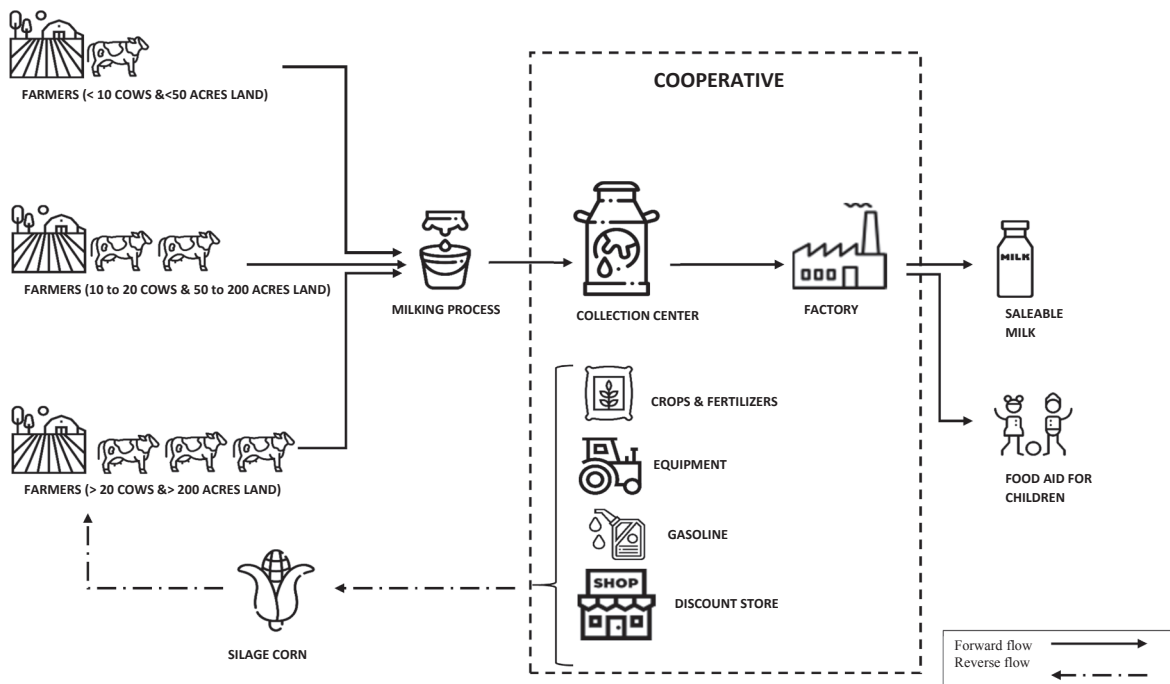 COOPERATIVE
FARMERS (< 10 COWS &<50 ACRES LAND)
FARMERS (10 to 20 COWS & 50 to 200 ACRES LAND)
MILKING PROCESS
COLLECTION CENTER
FACTORY
MILK
SALEABLE
MILK
CROPS & FERTILIZERS
EQUIPMENT
FARMERS (> 20 COWS &> 200 ACRES LAND)
FOOD AID FOR
CHILDREN
GASOLINE
SHOP
DISCOUNT STORE
SILAGE CORN
Forward flow
Reverse flow